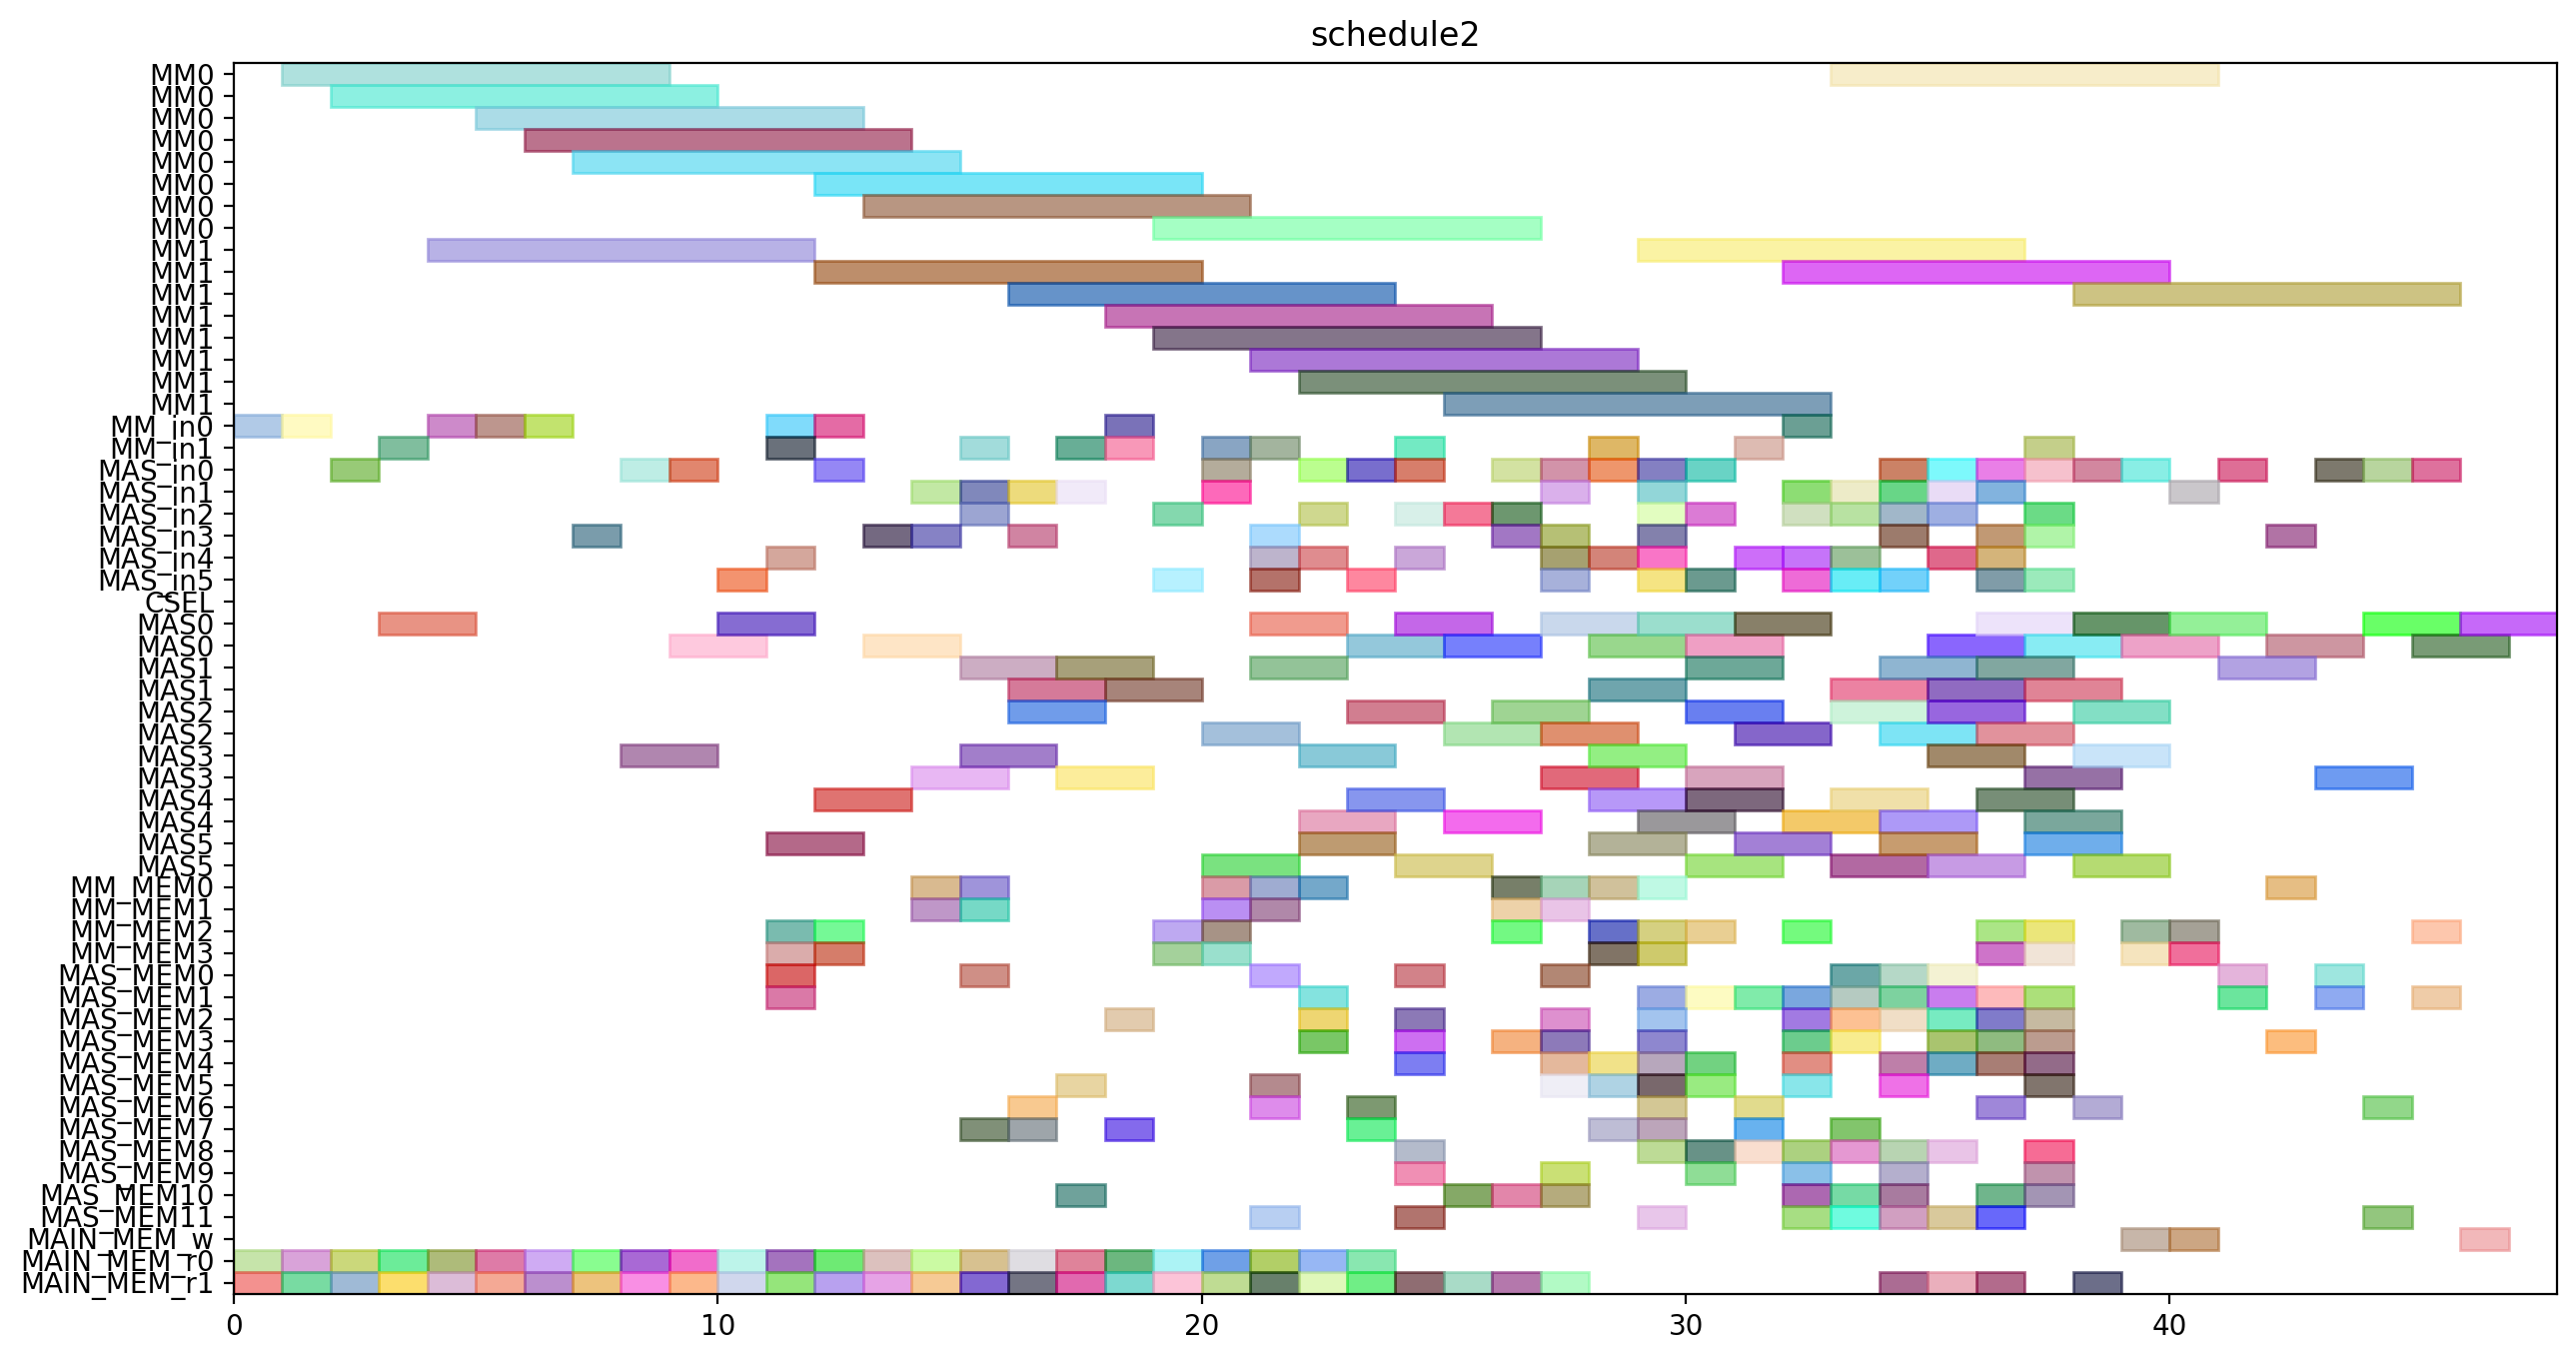 schedule2
MM0
MM0
MM0
MM0
MM0
MM0
MM0
MM0
MM1
MM1
MM1
MM1
MM1
MM1
MM1
MM1
MM_in0
MM_in1
MAS_in0
MAS_in1
MAS_in2
MAS_in3
MAS_in4
MAS_in5
CSEL
MAS0
MAS0
MAS1
MAS1
MAS2
MAS2
MAS3
MAS3
MAS4
MAS4
MAS5
MAS5
MM_MEM0
MM_MEM1
MM_MEM2
MM_MEM3
MAS_MEM0
MAS_MEM1
MAS_MEM2
MAS_MEM3
MAS_MEM4
MAS_MEM5
MAS_MEM6
MAS_MEM7
MAS_MEM8
MAS_MEM9
MAS_MEM10
MAS_MEM11
MAIN_MEM_w
MAIN_MEM_r0
MAIN_MEM_r1
0 10 20 30 40